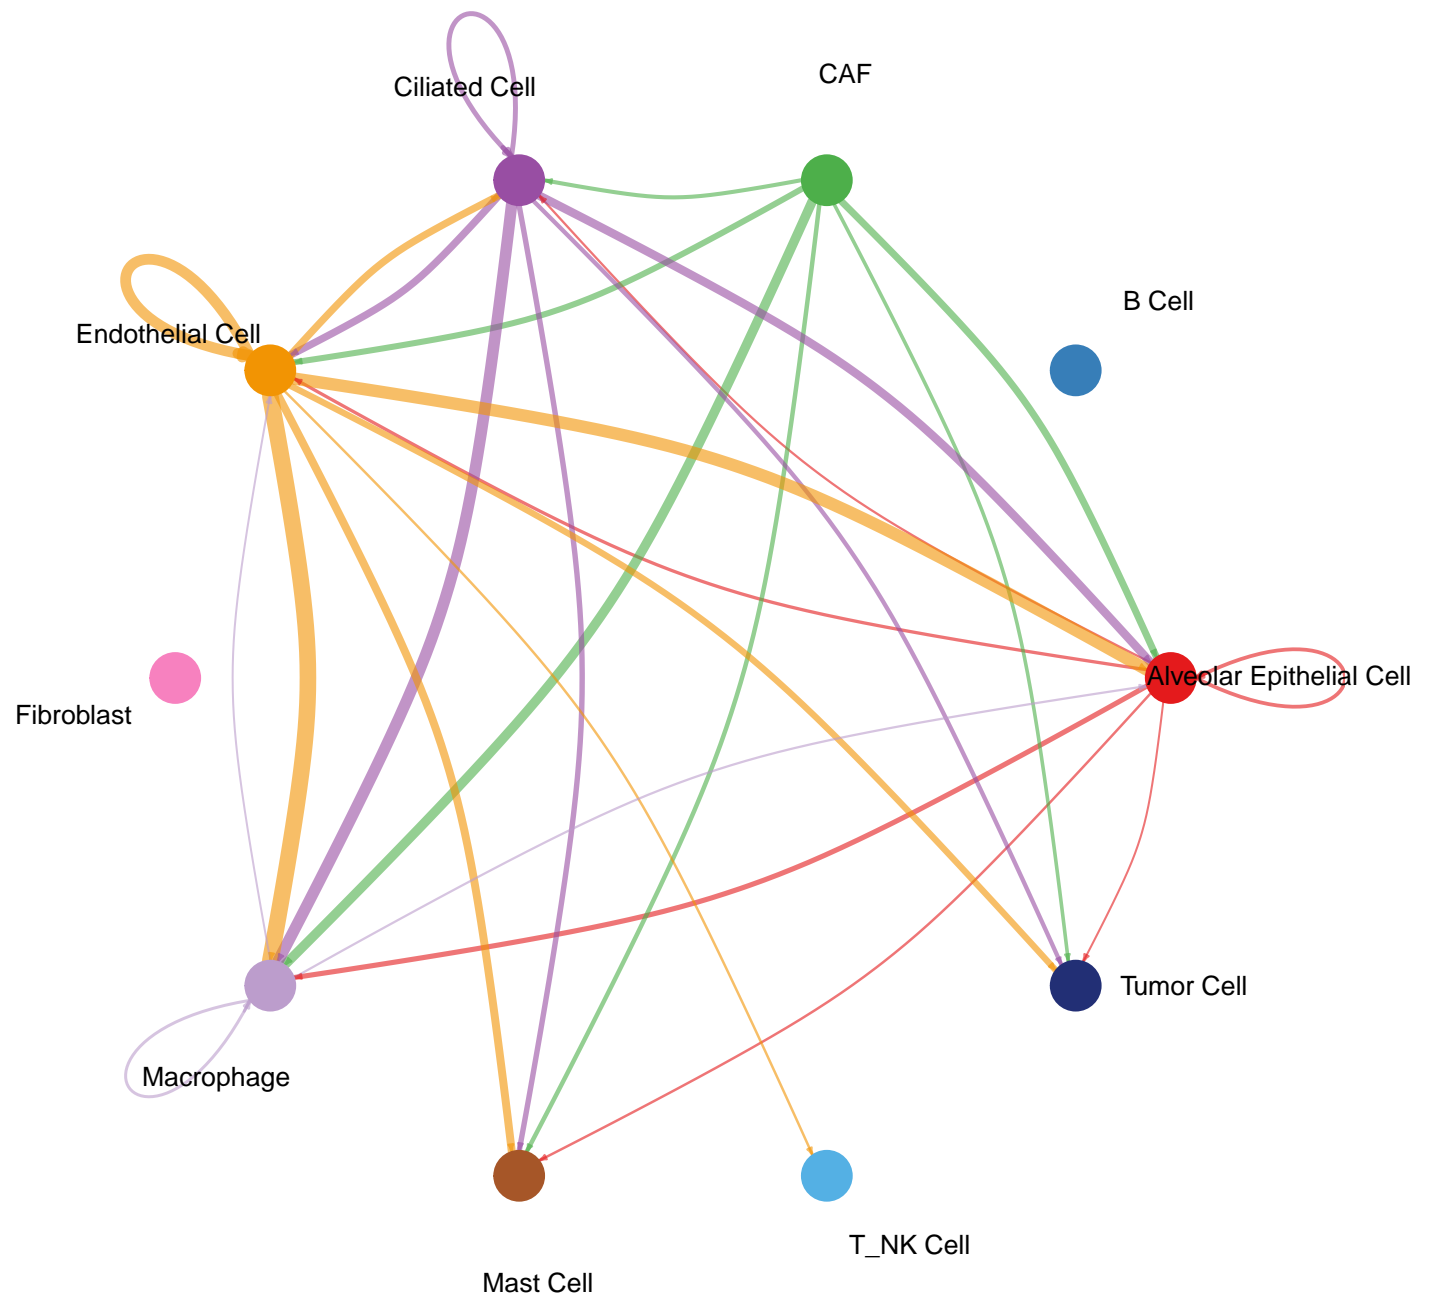 CAF
Ciliated Cell
B Cell
Endothelial Cell
Alveolar Epithelial Cell
Fibroblast
Tumor Cell
Macrophage
T_NK Cell
Mast Cell